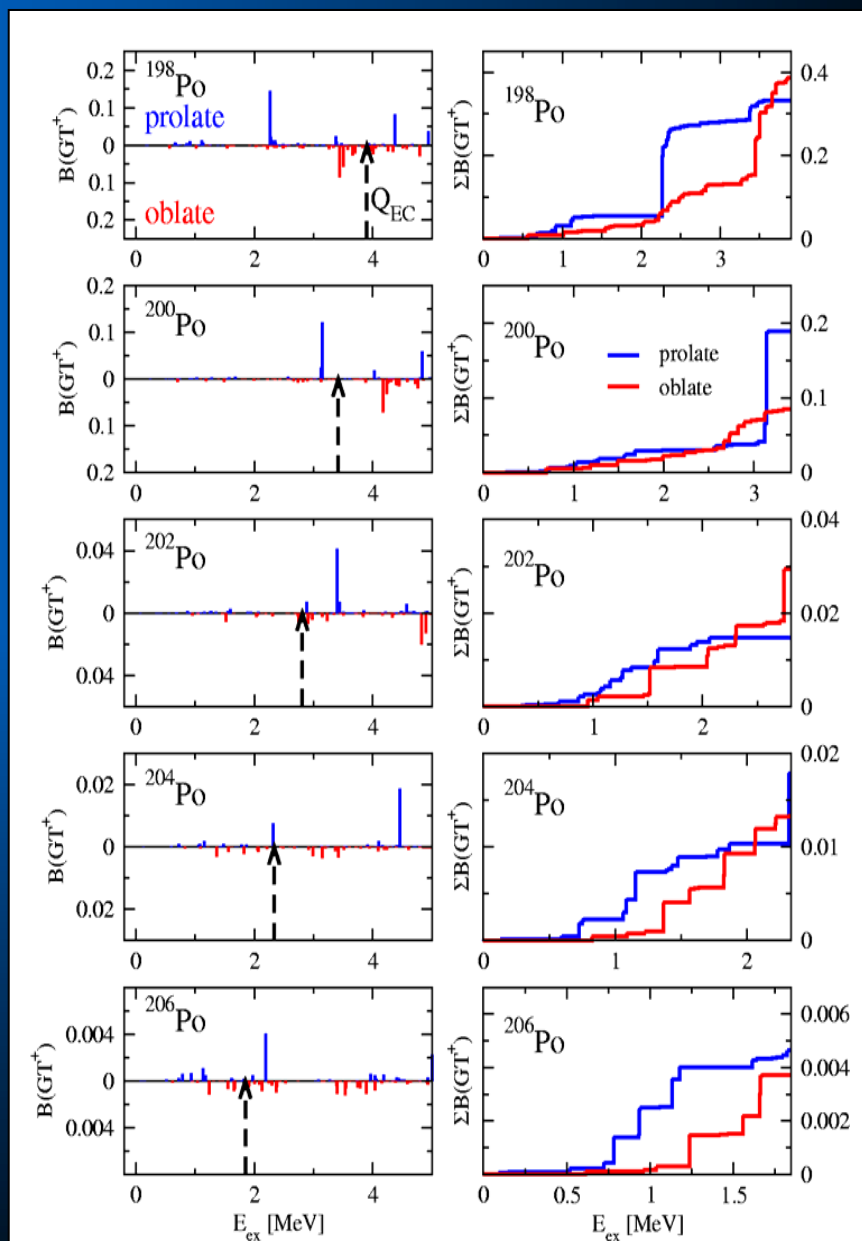 0.2
0.1
0
0.1
0.2
B(GT⁺)
¹⁹⁸Po
prolate
oblate
Q_EC
0 2 4
0.4
0.2
0
ΣB(GT⁺)
¹⁹⁸Po
0 1 2 3
0.2
0.1
0
0.1
0.2
B(GT⁺)
²⁰⁰Po
0 2 4
0.2
0.1
0
ΣB(GT⁺)
²⁰⁰Po
prolate
oblate
0 1 2 3
0.04
0
0.04
B(GT⁺)
²⁰²Po
0 2 4
0.04
0.02
0
ΣB(GT⁺)
²⁰²Po
0 1 2
0.02
0
0.02
B(GT⁺)
²⁰⁴Po
0 2 4
0.02
0.01
0
ΣB(GT⁺)
²⁰⁴Po
0 1 2
0.004
0
0.004
B(GT⁺)
²⁰⁶Po
0 2 4
E_ex [MeV]
0.006
0.004
0.002
0
ΣB(GT⁺)
²⁰⁶Po
0 0.5 1 1.5
E_ex [MeV]